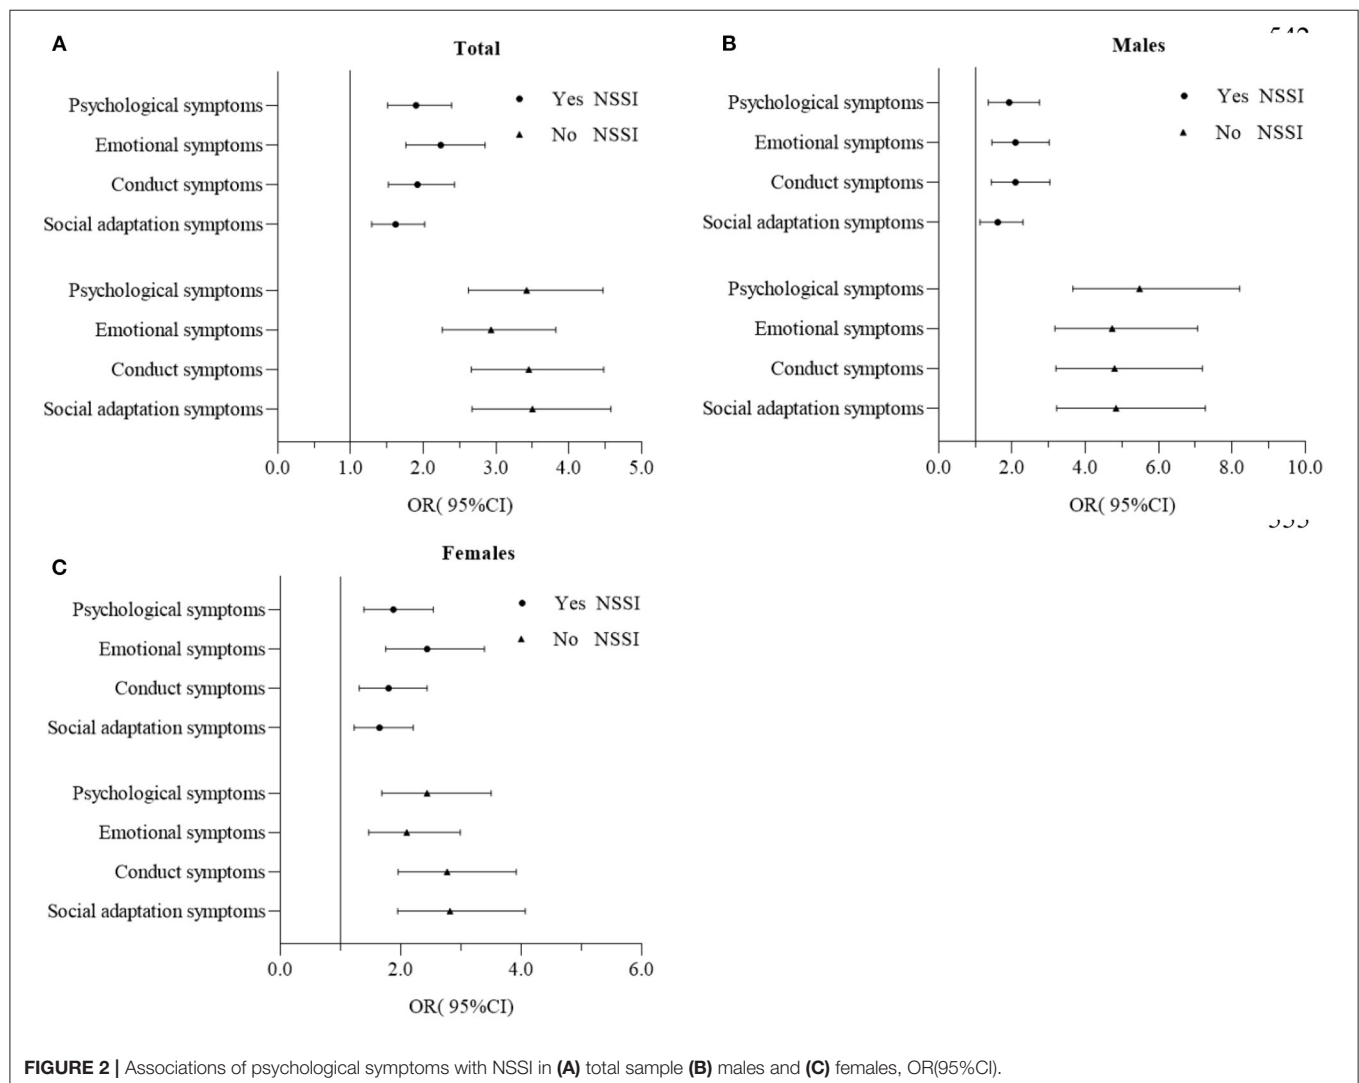 A
Total
Psychological symptoms
Emotional symptoms
Conduct symptoms
Social adaptation symptoms
Psychological symptoms
Emotional symptoms
Conduct symptoms
Social adaptation symptoms
Yes NSSI
No NSSI
0.0 1.0 2.0 3.0 4.0 5.0
OR( 95%CI)
B
Males
Psychological symptoms
Emotional symptoms
Conduct symptoms
Social adaptation symptoms
Psychological symptoms
Emotional symptoms
Conduct symptoms
Social adaptation symptoms
Yes NSSI
No NSSI
0.0 2.0 4.0 6.0 8.0 10.0
OR( 95%CI)
C
Females
Psychological symptoms
Emotional symptoms
Conduct symptoms
Social adaptation symptoms
Psychological symptoms
Emotional symptoms
Conduct symptoms
Social adaptation symptoms
Yes NSSI
No NSSI
0.0 2.0 4.0 6.0
OR( 95%CI)
FIGURE 2 | Associations of psychological symptoms with NSSI in (A) total sample (B) males and (C) females, OR(95%CI).